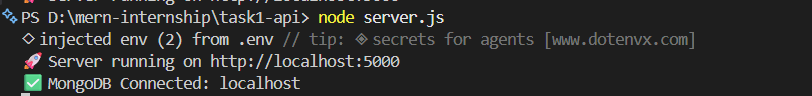 PS D:\mern-internship\task1-api> node server.js
◇ injected env (2) from .env // tip: ◈ secrets for agents [www.dotenvx.com]
🚀 Server running on http://localhost:5000
✅ MongoDB Connected: localhost